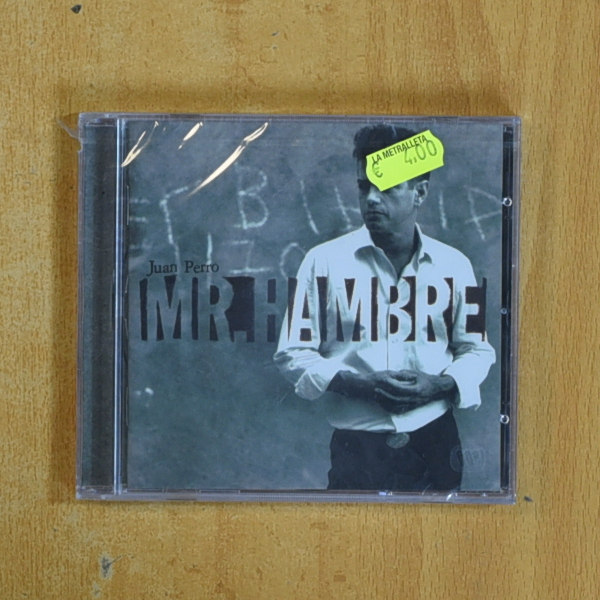 LA METRALLETA
€ 4,00
Juan Perro
MR. HAMBRE